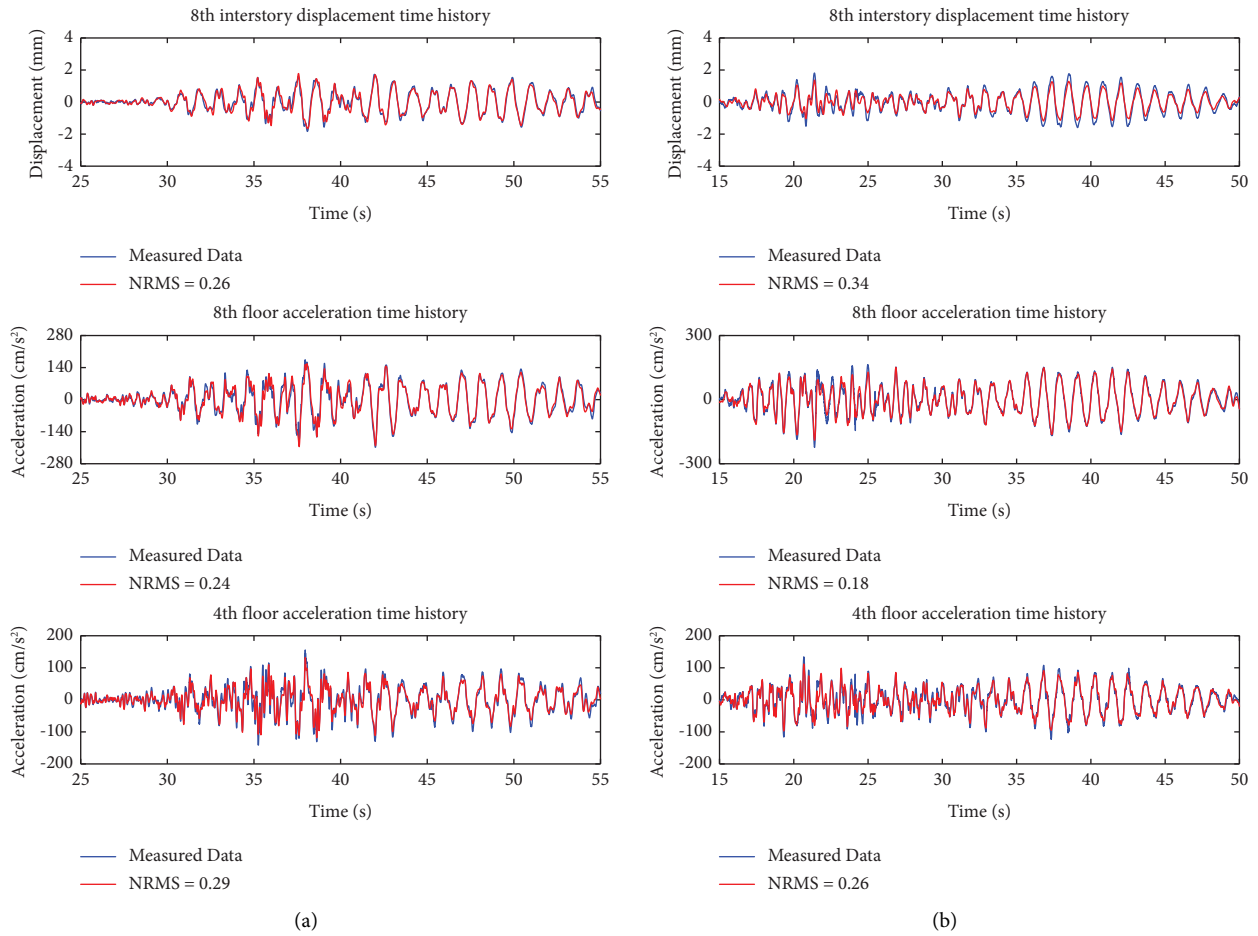 8th interstory displacement time history
Displacement (mm)
4
2
0
-2
-4
25 30 35 40 45 50 55
Time (s)
Measured Data
NRMS = 0.26
8th floor acceleration time history
Acceleration (cm/s²)
280
140
0
-140
-280
25 30 35 40 45 50 55
Time (s)
Measured Data
NRMS = 0.24
4th floor acceleration time history
Acceleration (cm/s²)
200
100
0
-100
-200
25 30 35 40 45 50 55
Time (s)
Measured Data
NRMS = 0.29
(a)
8th interstory displacement time history
Displacement (mm)
4
2
0
-2
-4
15 20 25 30 35 40 45 50
Time (s)
Measured Data
NRMS = 0.34
8th floor acceleration time history
Acceleration (cm/s²)
300
0
-300
15 20 25 30 35 40 45 50
Time (s)
Measured Data
NRMS = 0.18
4th floor acceleration time history
Acceleration (cm/s²)
200
100
0
-100
-200
15 20 25 30 35 40 45 50
Time (s)
Measured Data
NRMS = 0.26
(b)